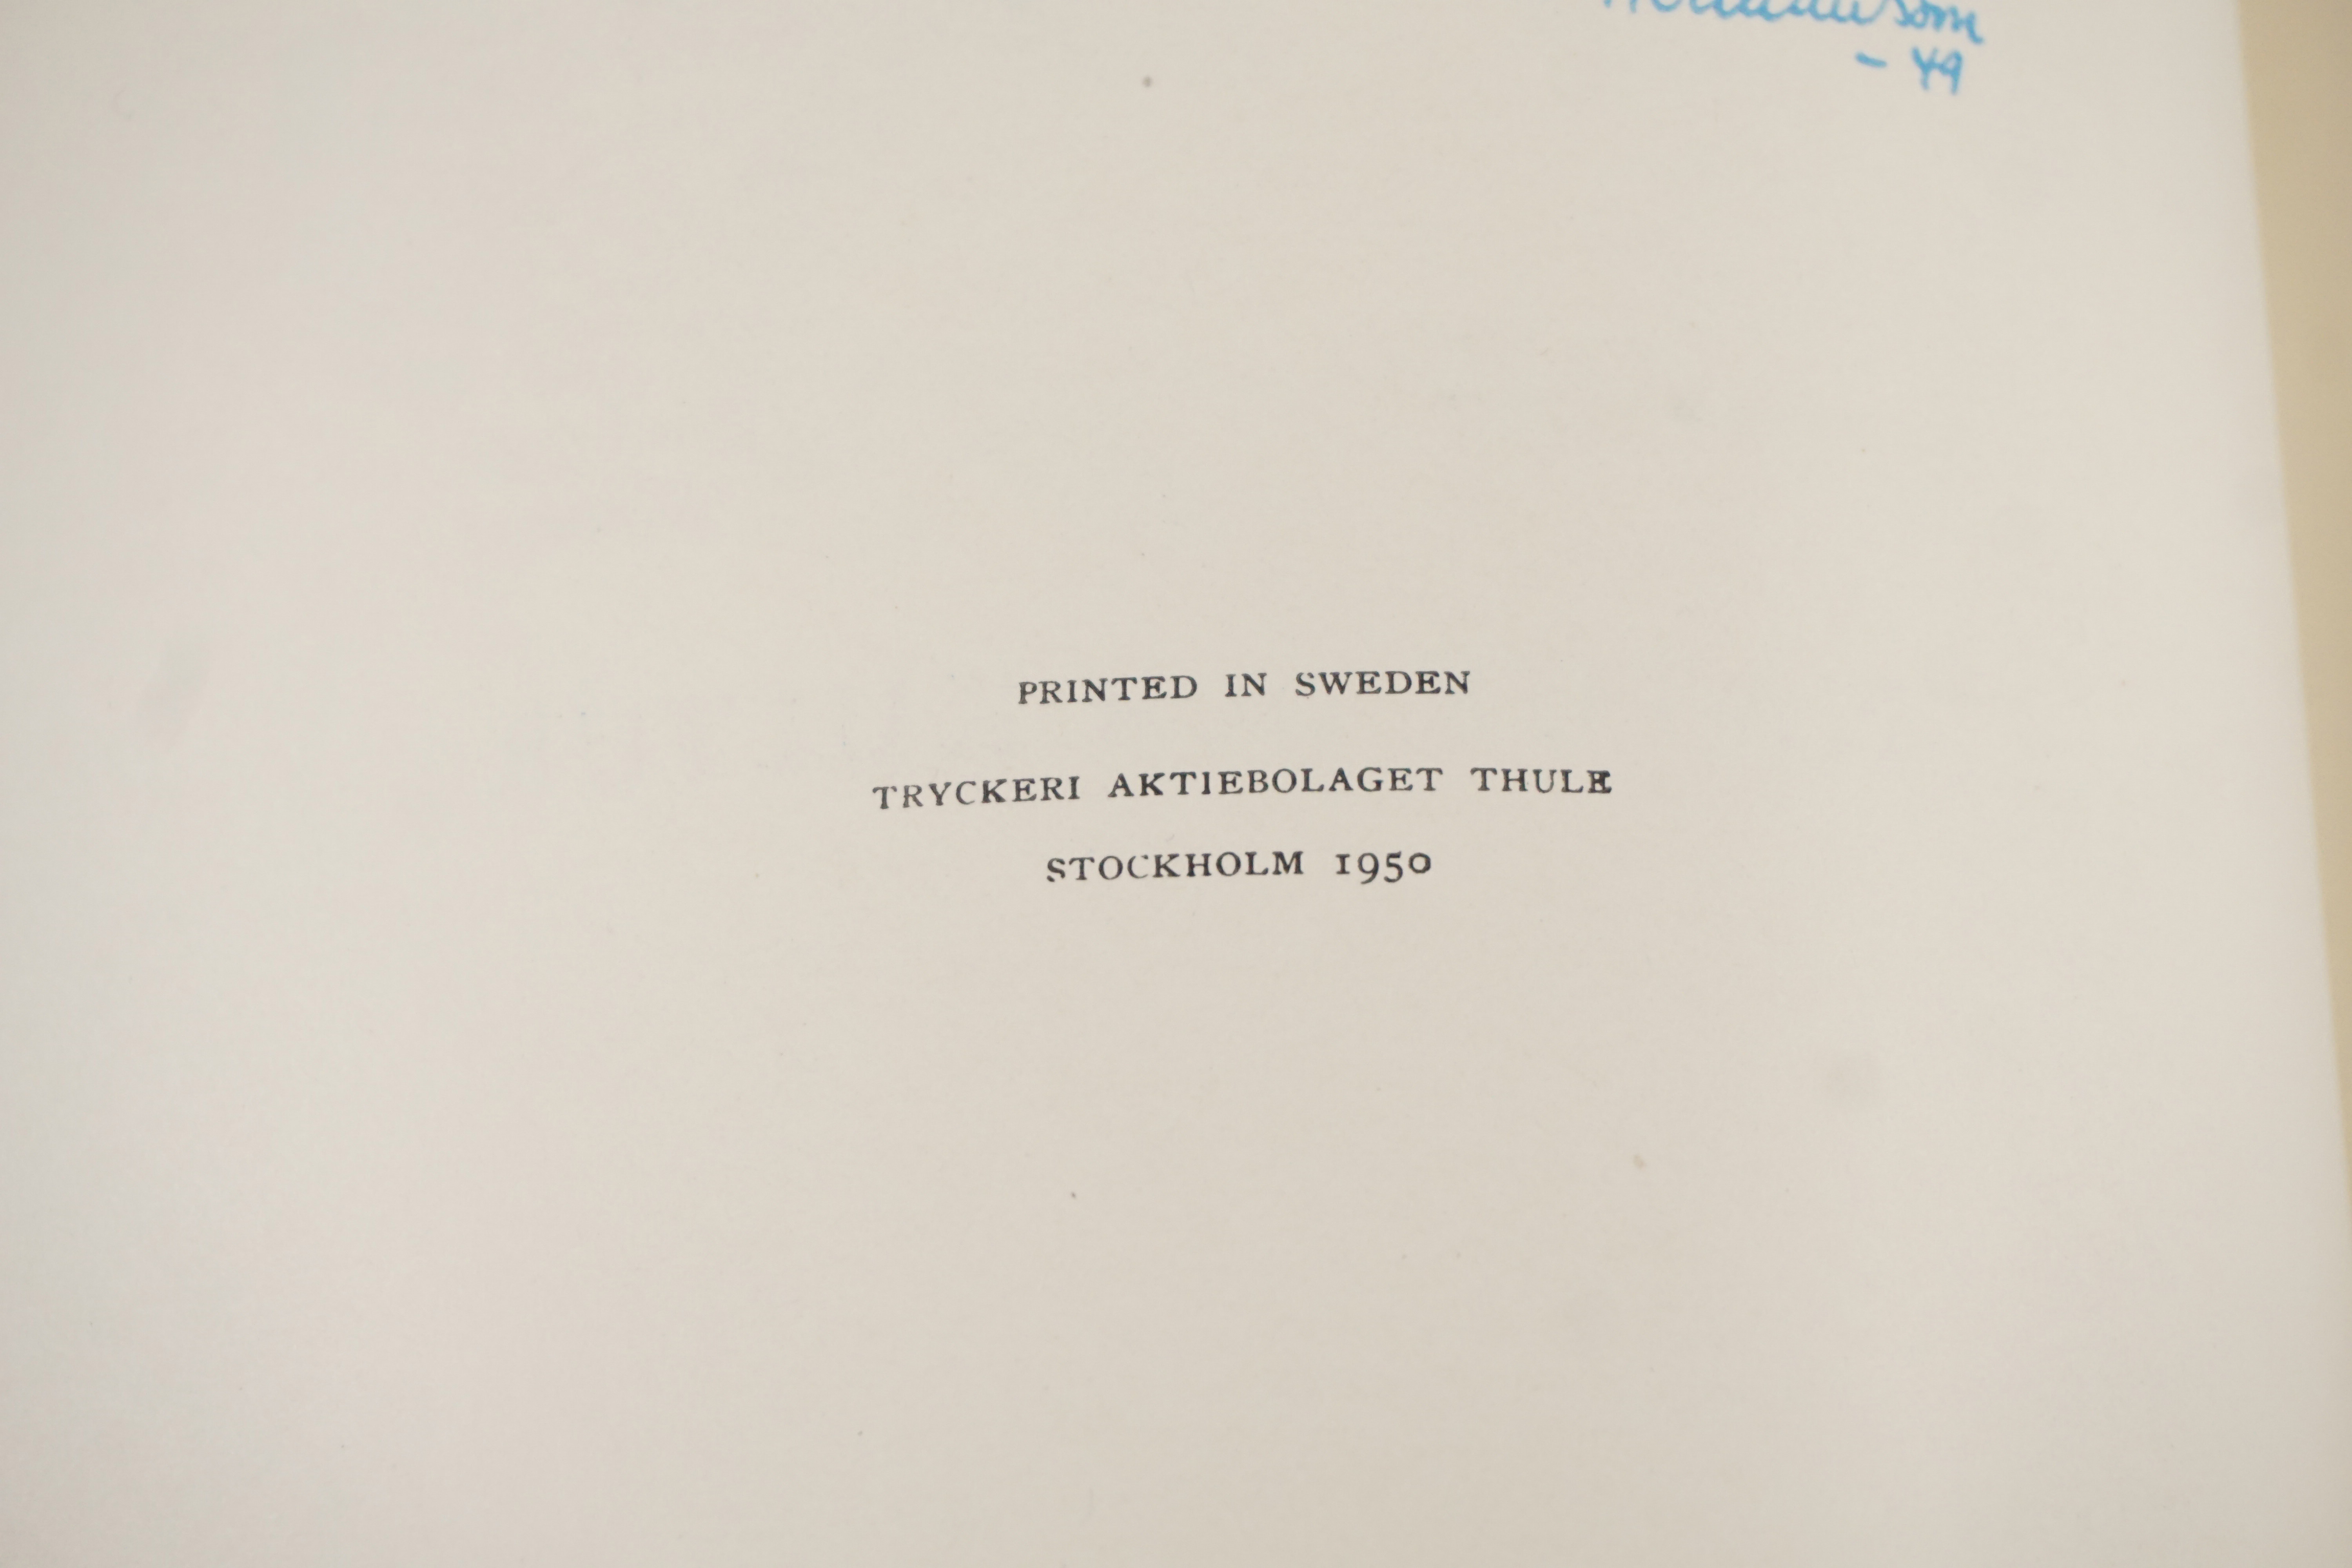 - 49
PRINTED IN SWEDEN
TRYCKERI AKTIEBOLAGET THULE
STOCKHOLM 1950